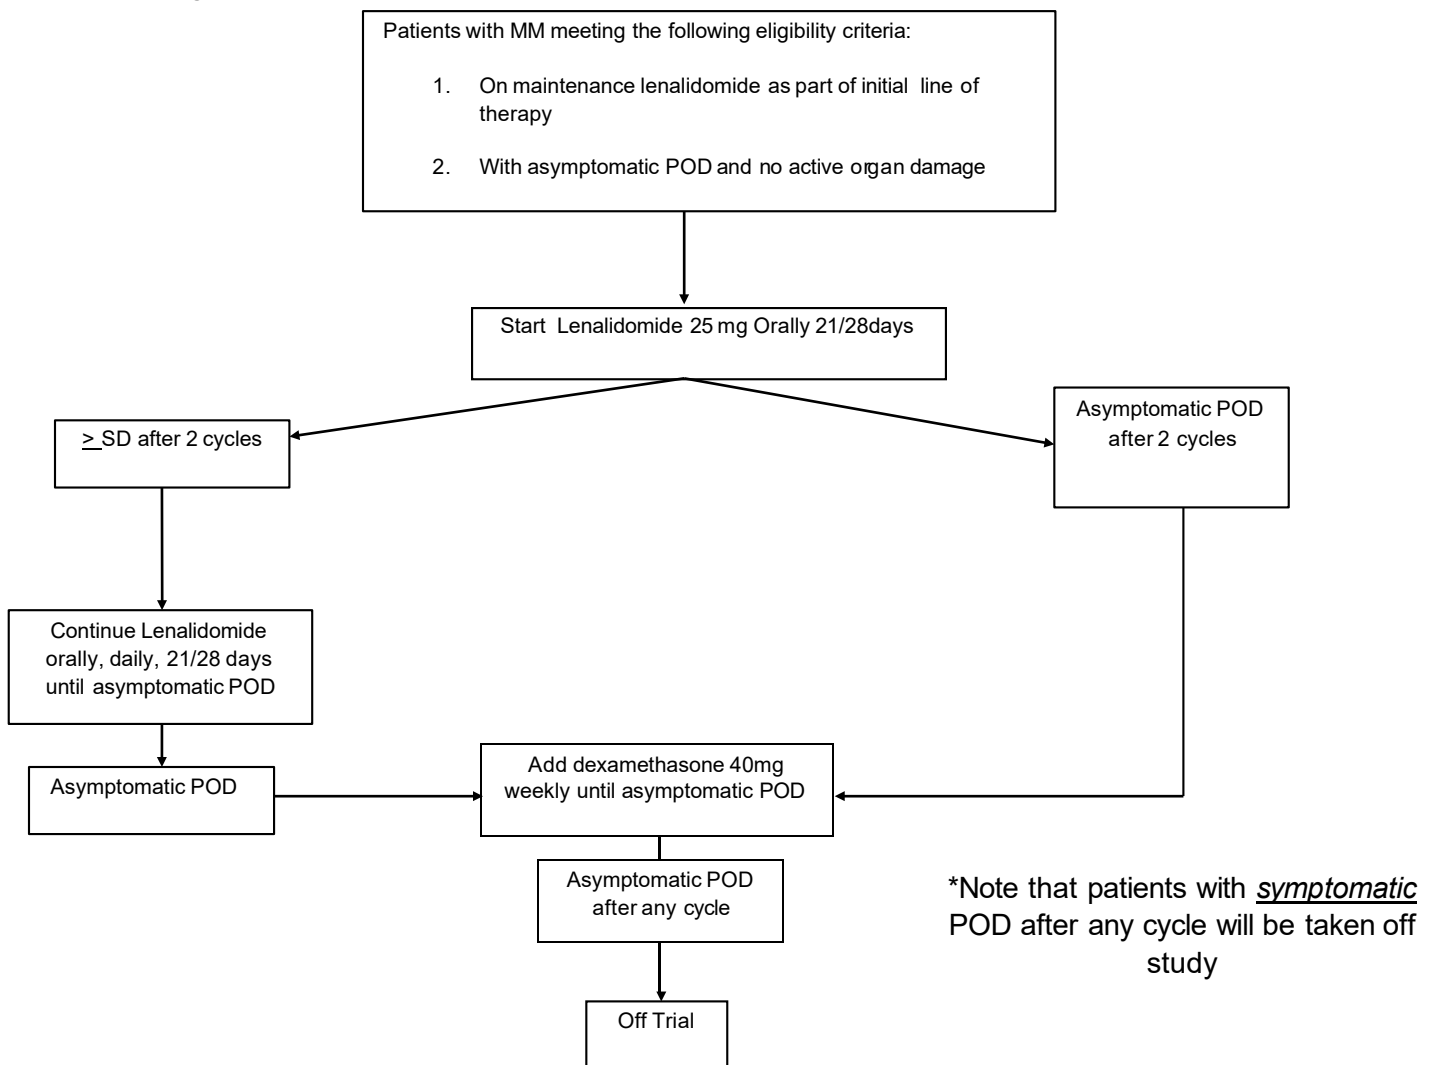 Patients with MM meeting the following eligibility criteria:
1. On maintenance lenalidomide as part of initial line of
therapy
2. With asymptomatic POD and no active organ damage
Start Lenalidomide 25 mg Orally 21/28days
> SD after 2 cycles
Asymptomatic POD
after 2 cycles
Continue Lenalidomide
orally, daily, 21/28 days
until asymptomatic POD
Asymptomatic POD
Add dexamethasone 40mg
weekly until asymptomatic POD
Asymptomatic POD
after any cycle
*Note that patients with symptomatic
POD after any cycle will be taken off
study
Off Trial